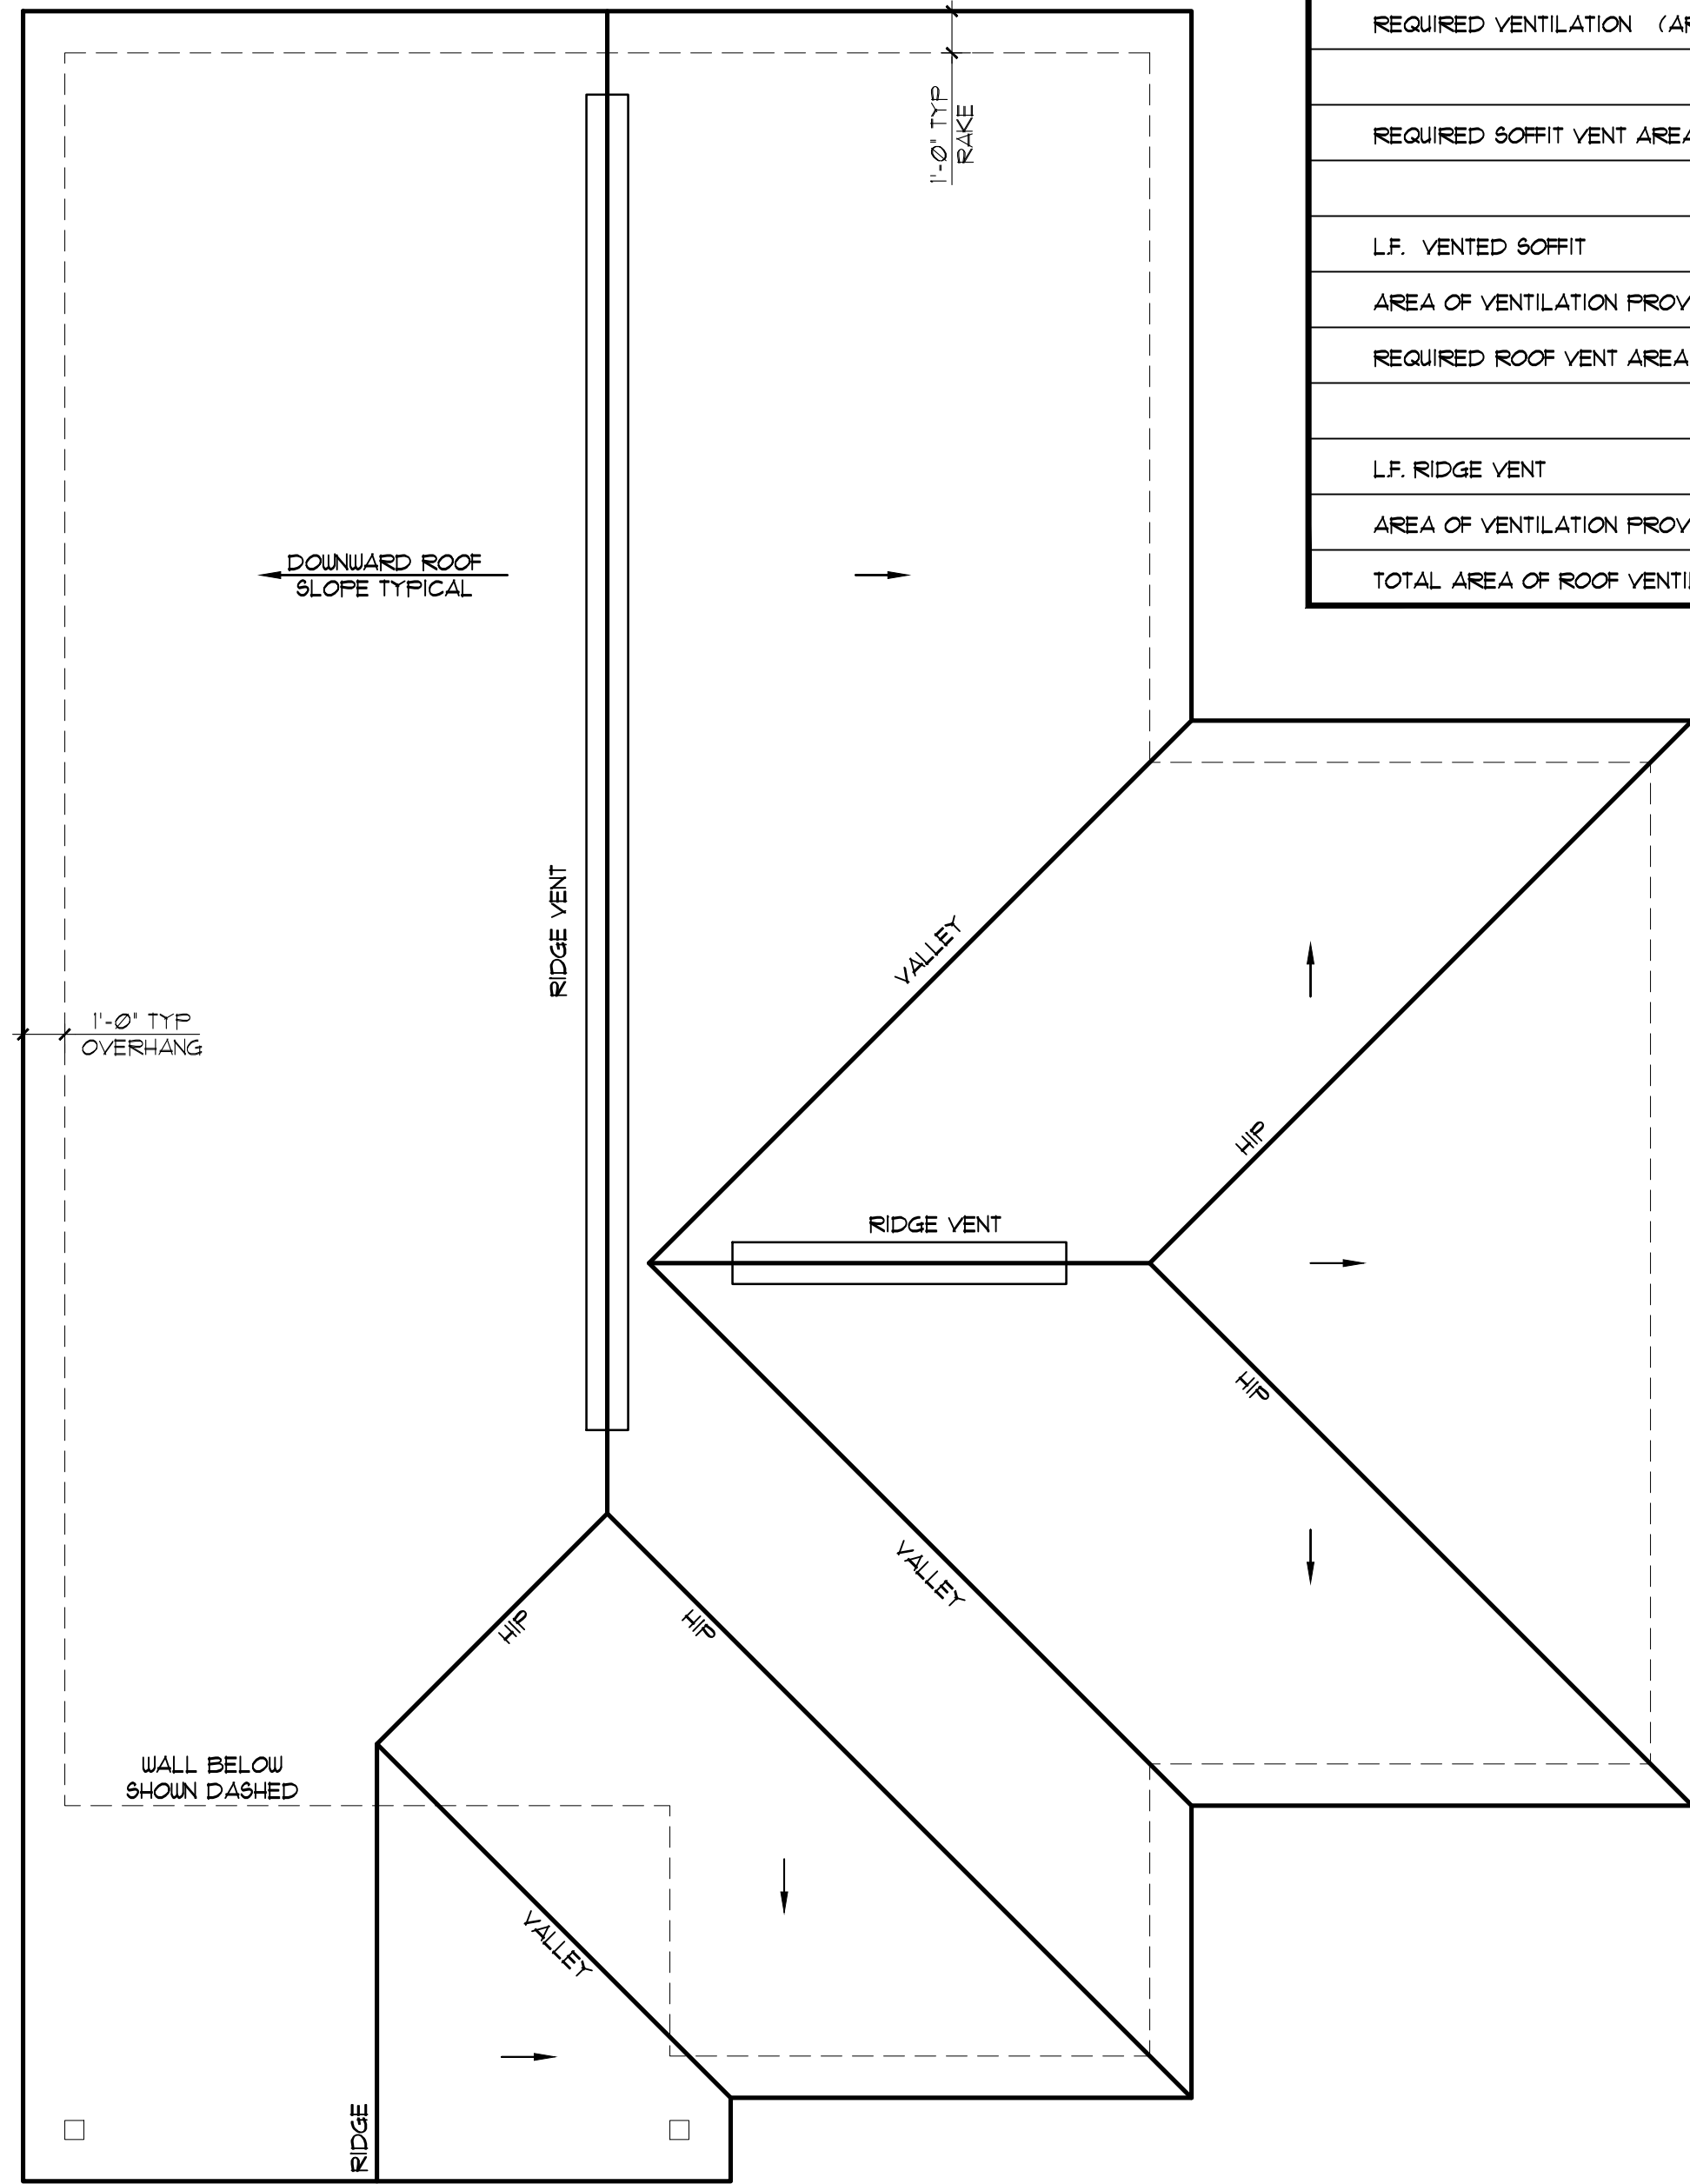 REQUIRED VENTILATION (AR
1'-0" TYP
RAKE
REQUIRED SOFFIT VENT AREA
L.F. VENTED SOFFIT
AREA OF VENTILATION PROV
REQUIRED ROOF VENT AREA
L.F. RIDGE VENT
AREA OF VENTILATION PROV
TOTAL AREA OF ROOF VENTI
DOWNWARD ROOF
SLOPE TYPICAL
RIDGE VENT
VALLEY
1'-0" TYP
OVERHANG
HIP
RIDGE VENT
HIP
VALLEY
HIP
HIP
WALL BELOW
SHOWN DASHED
VALLEY
RIDGE